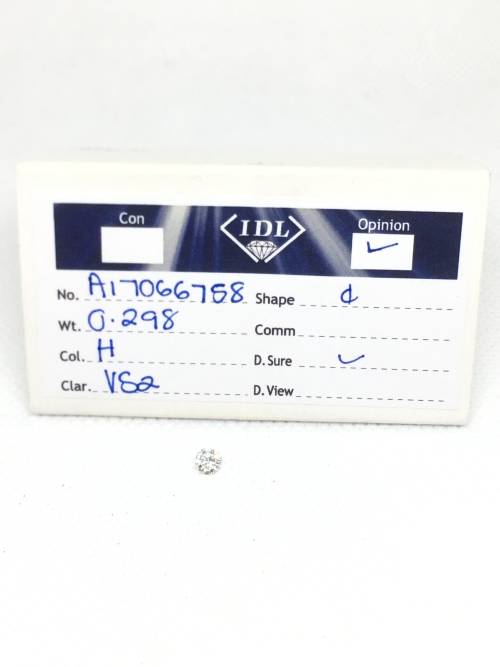 Con
IDL
Opinion
✓
No. A17066758 Shape
Wt. 0.298 Comm
Col. H D. Sure ✓
Clar. VS2 D. View